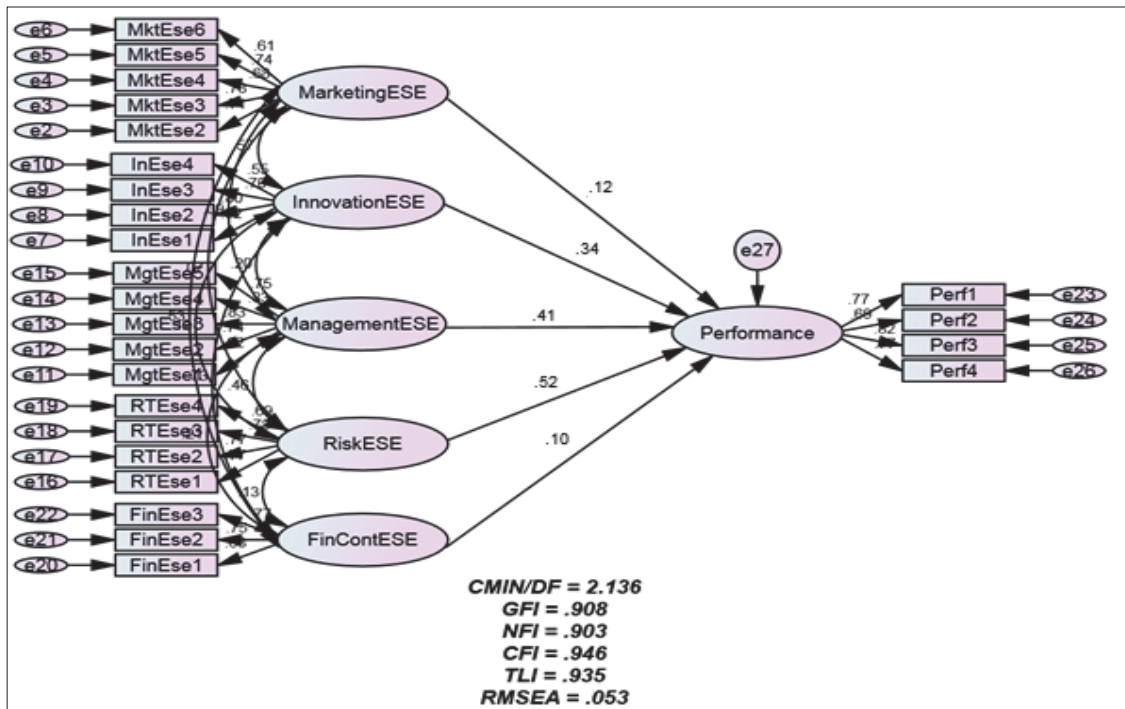 e6 MktEse6
e5 MktEse5
e4 MktEse4
e3 MktEse3
e2 MktEse2
.61
.74
MarketingESE
.12
e10 InEse4
e9 InEse3
e8 InEse2
e7 InEse1
.55
InnovationESE
.34
e15 MgtEse5
e14 MgtEse4
e13 MgtEse3
e12 MgtEse2
e11 MgtEse1
.20
.75
.83
ManagementESE
.41
e27
Performance
.77
.82
Perf1 e23
Perf2 e24
Perf3 e25
Perf4 e26
e19 RTEse4
e18 RTEse3
e17 RTEse2
e16 RTEse1
.46
RiskESE
.52
e22 FinEse3
e21 FinEse2
e20 FinEse1
.13
.75
FinContESE
.10
CMIN/DF = 2.136
GFI = .908
NFI = .903
CFI = .946
TLI = .935
RMSEA = .053